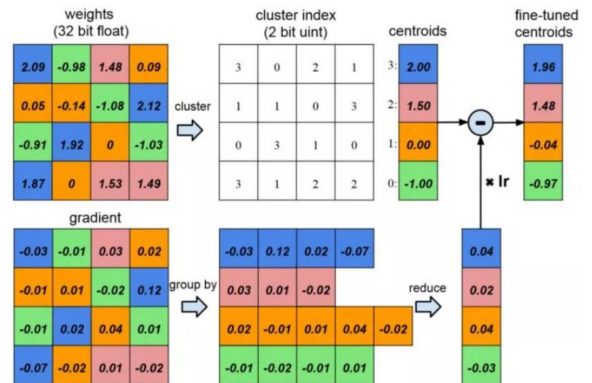 weights
(32 bit float)
cluster index
(2 bit uint)
centroids
fine-tuned
centroids
2.09 -0.98 1.48 0.09
0.05 -0.14 -1.08 2.12
-0.91 1.92 0 -1.03
1.87 0 1.53 1.49
cluster
3 0 2 1
1 1 0 3
0 3 1 0
3 1 2 2
3: 2.00
2: 1.50
1: 0.00
0: -1.00
-
× lr
1.96
1.48
-0.04
-0.97
gradient
-0.03 -0.01 0.03 0.02
-0.01 0.01 -0.02 0.12
-0.01 0.02 0.04 0.01
-0.07 -0.02 0.01 -0.02
group by
-0.03 0.12 0.02 -0.07
0.03 0.01 -0.02
0.02 -0.01 0.01 0.04 -0.02
-0.01 -0.02 -0.01 0.01
reduce
0.04
0.02
0.04
-0.03